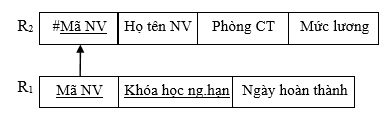 R2 #Mã NV Họ tên NV Phòng CT Mức lương
R1 Mã NV Khóa học ng.hạn Ngày hoàn thành